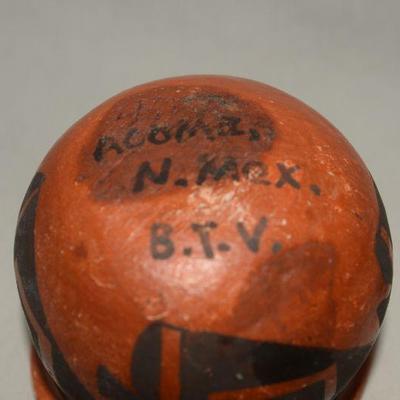 Acoma,
N. Mex.
B.T.V.